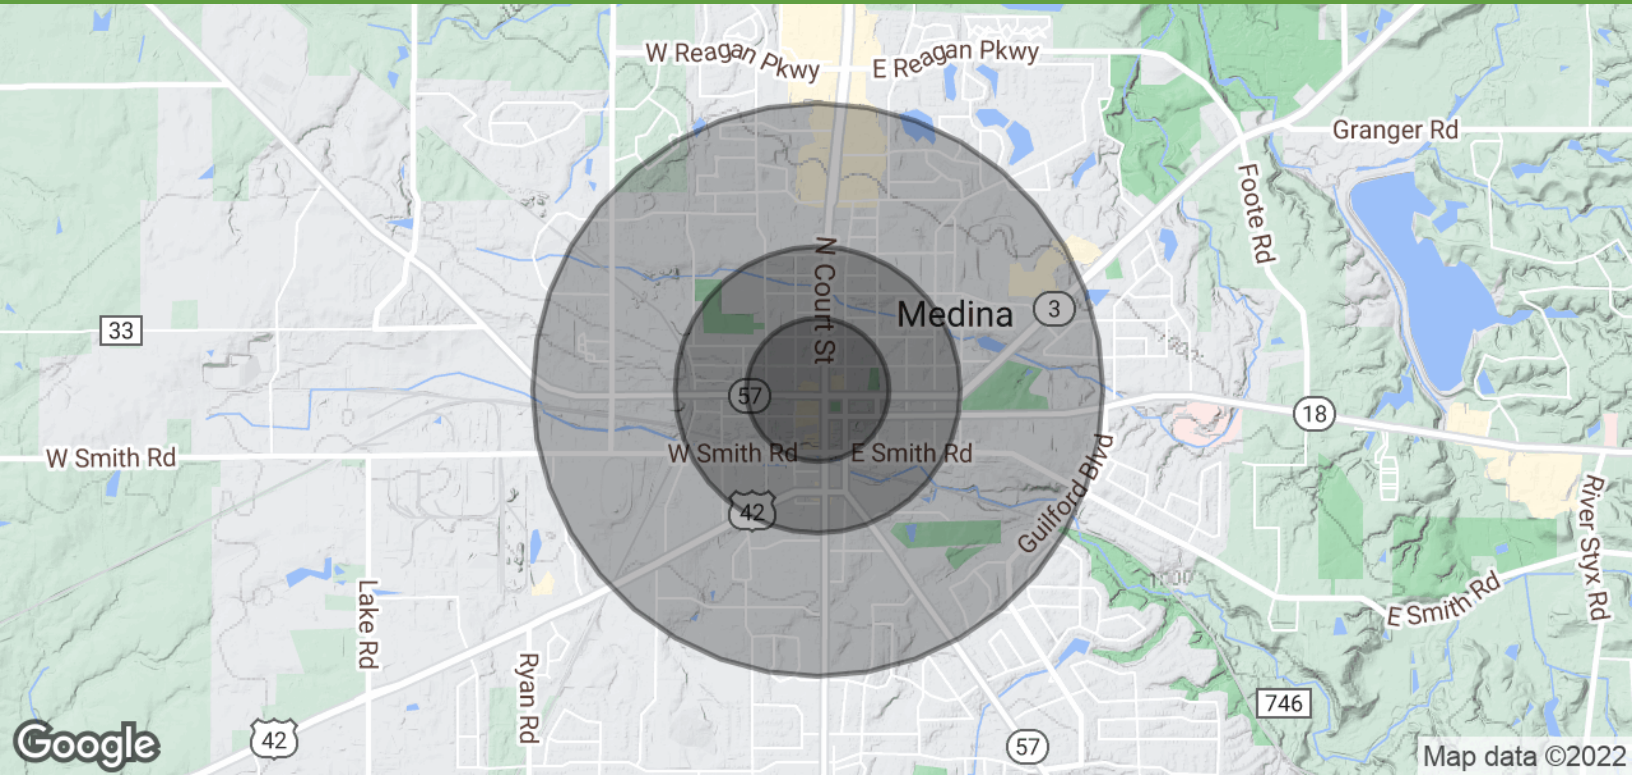 W Reagan Pkwy
E Reagan Pkwy
Granger Rd
Foote Rd
N Court St
Medina
3
33
1002
57
18
W Smith Rd
W Smith Rd
E Smith Rd
Guilford Blvd
42
River Styx Rd
1000
E Smith Rd
Lake Rd
Ryan Rd
746
42
57
Google
Map data ©2022